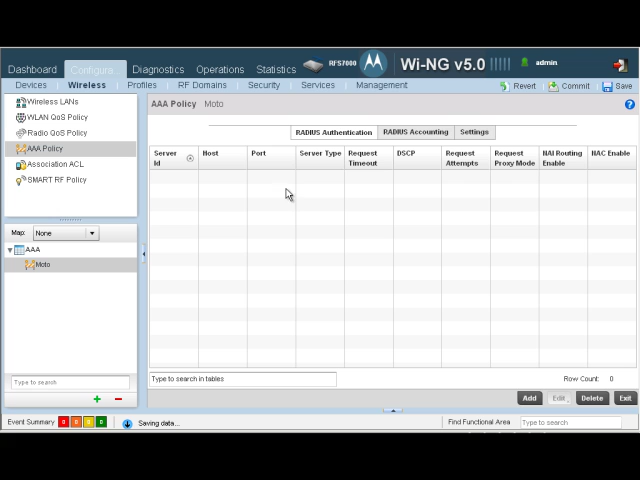 Dashboard Configura... Diagnostics Operations Statistics RFS7000 Wi-NG v5.0 admin
Devices Wireless Profiles RF Domains Security Services Management Revert Commit Save
Wireless LANs
WLAN QoS Policy
Radio QoS Policy
AAA Policy
Association ACL
SMART RF Policy
Map: None
AAA
Moto
Type to search
AAA Policy Moto
RADIUS Authentication RADIUS Accounting Settings
Server Id Host Port Server Type Request Timeout DSCP Request Attempts Request Proxy Mode NAI Routing Enable NAC Enable
Type to search in tables Row Count: 0
Add Edit Delete Exit
Event Summary 0 0 0 0 Saving data... Find Functional Area Type to search